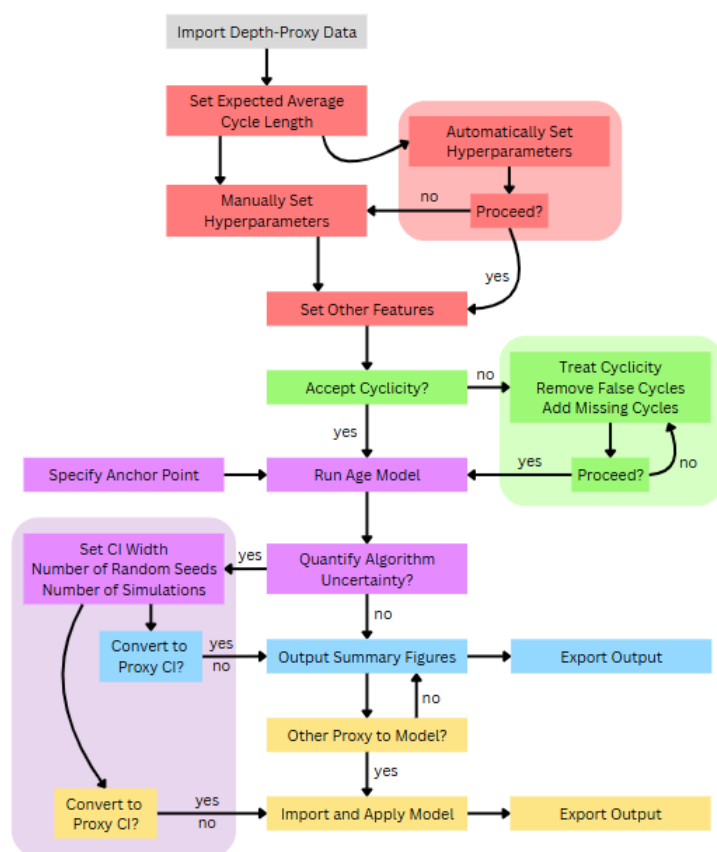 Import Depth-Proxy Data
Set Expected Average
Cycle Length
Automatically Set
Hyperparameters
Manually Set
Hyperparameters
no
Proceed?
yes
Set Other Features
Accept Cyclicity?
no
Treat Cyclicity
Remove False Cycles
Add Missing Cycles
yes
Specify Anchor Point
Run Age Model
yes
Proceed?
no
Set CI Width
Number of Random Seeds
Number of Simulations
yes
Quantify Algorithm
Uncertainty?
no
Convert to
Proxy CI?
yes
no
Output Summary Figures
Export Output
no
Other Proxy to Model?
yes
Convert to
Proxy CI?
yes
no
Import and Apply Model
Export Output